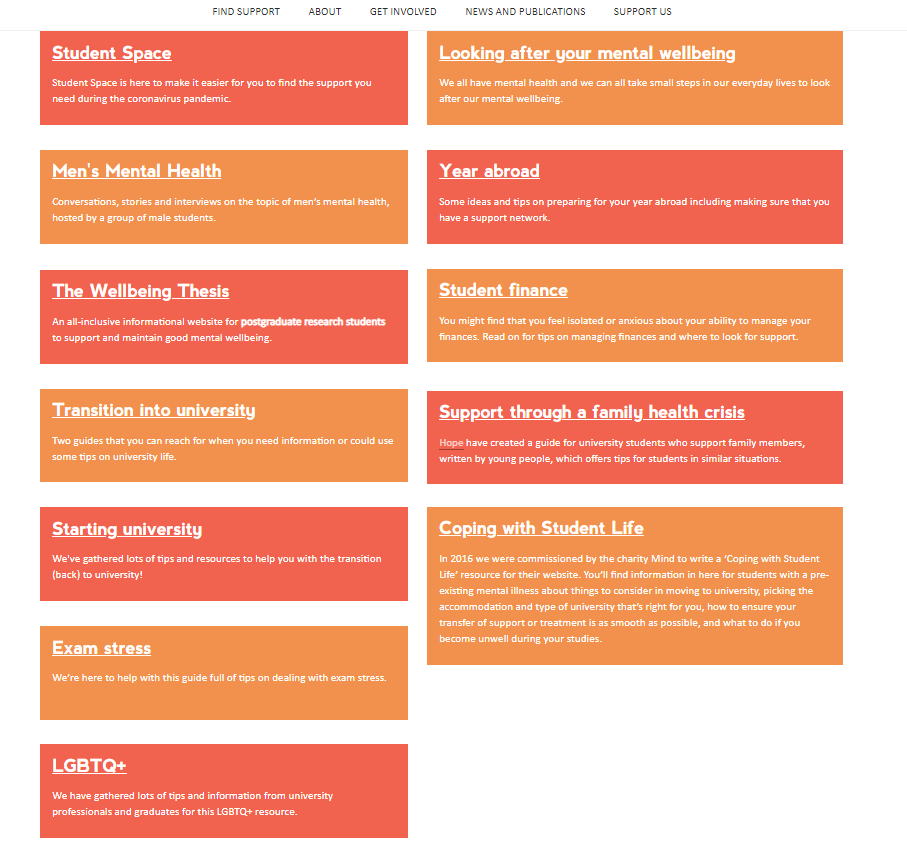 FIND SUPPORT ABOUT GET INVOLVED NEWS AND PUBLICATIONS SUPPORT US
Student Space
Student Space is here to make it easier for you to find the support you
need during the coronavirus pandemic.
Looking after your mental wellbeing
We all have mental health and we can all take small steps in our everyday lives to look
after our mental wellbeing.
Men's Mental Health
Conversations, stories and interviews on the topic of men's mental health,
hosted by a group of male students.
Year abroad
Some ideas and tips on preparing for your year abroad including making sure that you
have a support network.
The Wellbeing Thesis
An all-inclusive informational website for postgraduate research students
to support and maintain good mental wellbeing.
Student finance
You might find that you feel isolated or anxious about your ability to manage your
finances. Read on for tips on managing finances and where to look for support.
Transition into university
Two guides that you can reach for when you need information or could use
some tips on university life.
Support through a family health crisis
Hope have created a guide for university students who support family members,
written by young people, which offers tips for students in similar situations.
Starting university
We've gathered lots of tips and resources to help you with the transition
(back) to university!
Coping with Student Life
In 2016 we were commissioned by the charity Mind to write a ‘Coping with Student
Life’ resource for their website. You’ll find information in here for students with a pre-
existing mental illness about things to consider in moving to university, picking the
accommodation and type of university that’s right for you, how to ensure your
transfer of support or treatment is as smooth as possible, and what to do if you
become unwell during your studies.
Exam stress
We’re here to help with this guide full of tips on dealing with exam stress.
LGBTQ+
We have gathered lots of tips and information from university
professionals and graduates for this LGBTQ+ resource.